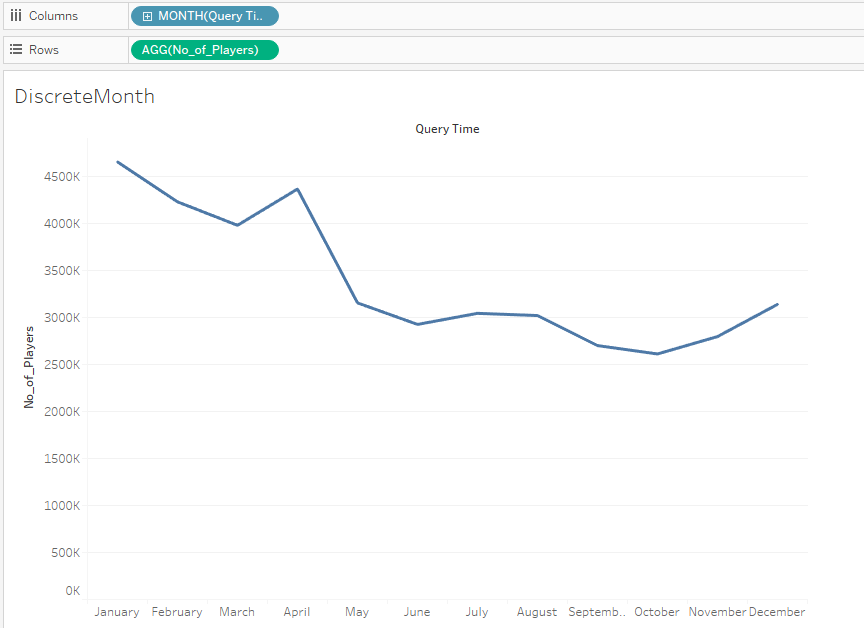 Columns
MONTH(Query Ti..
Rows
AGG(No_of_Players)
DiscreteMonth
Query Time
No_of_Players
4500K
4000K
3500K
3000K
2500K
2000K
1500K
1000K
500K
0K
January February March April May June July August Septemb.. October November December